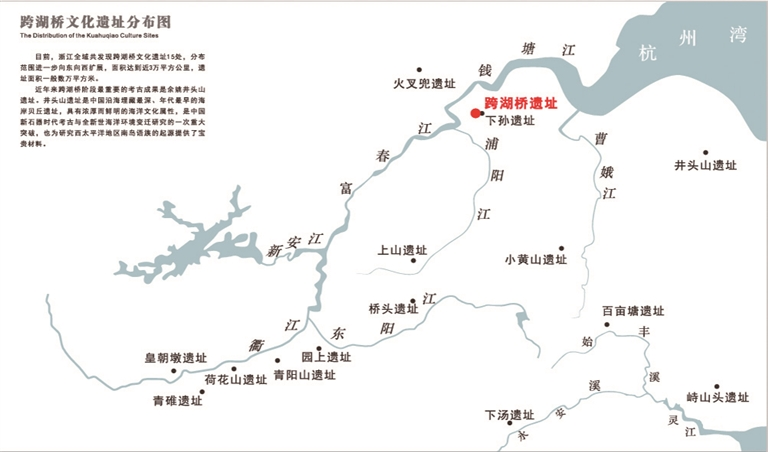 跨湖桥文化遗址分布图
The Distribution of the Kuahuqiao Culture Sites
目前，浙江全域共发现跨湖桥文化遗址15处，分布
范围进一步向东向西扩展，面积达到近3万平方公里，遗
址面积一般数万平方米。
近年来跨湖桥阶段最重要的考古成果是余姚井头山
遗址。井头山遗址是中国沿海埋藏最深、年代最早的海
岸贝丘遗址，具有浓厚而鲜明的海洋文化属性，是中国
新石器时代考古与全新世海洋环境变迁研究的一次重大
突破，也为研究西太平洋地区南岛语族的起源提供了宝
贵材料。
杭州湾
钱塘江
火叉兜遗址
跨湖桥遗址
下孙遗址
富春江
浦阳江
曹娥江
井头山遗址
新安江
上山遗址
小黄山遗址
桥头遗址
东阳江
衢江
百亩塘遗址
始丰溪
皇朝墩遗址
园上遗址
荷花山遗址
青阳山遗址
青碓遗址
峙山头遗址
下汤遗址
永安溪
灵江